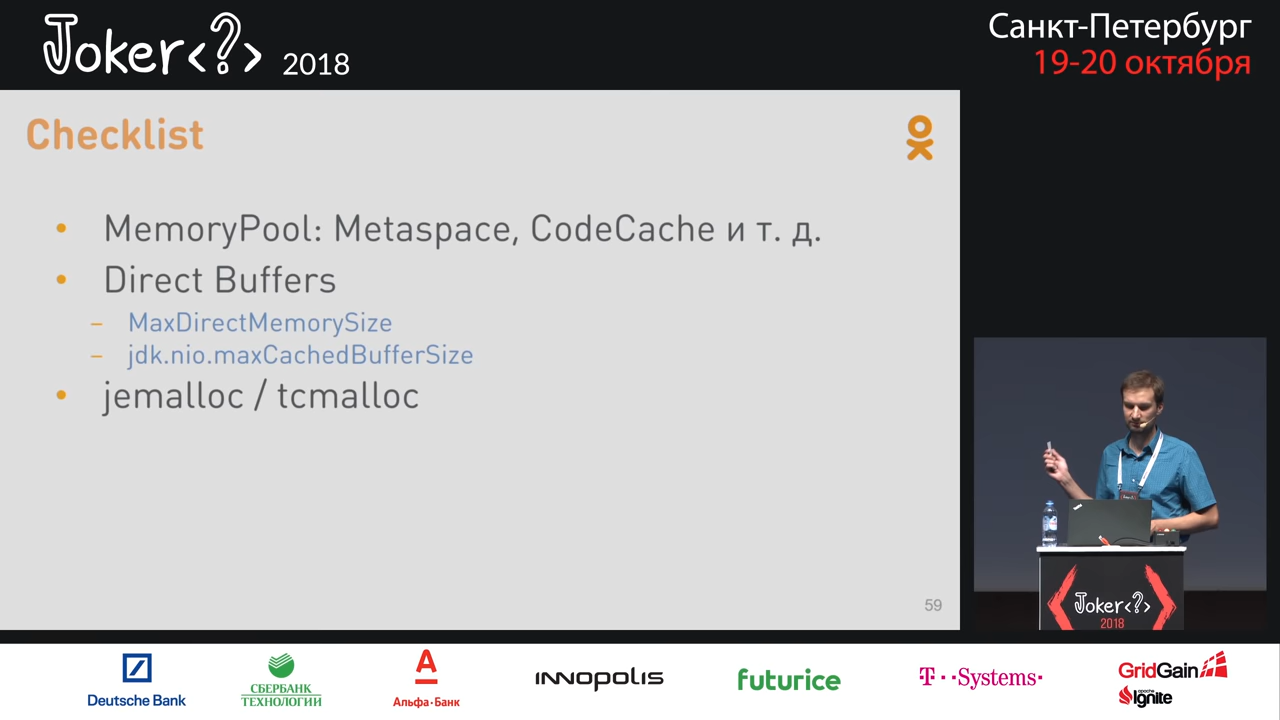 Joker<?> 2018
Санкт-Петербург
19-20 октября
Checklist
• MemoryPool: Metaspace, CodeCache и т. д.
• Direct Buffers
– MaxDirectMemorySize
– jdk.nio.maxCachedBufferSize
• jemalloc / tcmalloc
59
Joker<?>
2018
Deutsche Bank
СБЕРБАНК
ТЕХНОЛОГИИ
А
Альфа·Банк
INNOPOLIS
futurice
T··Systems·
GridGain
apache
Ignite